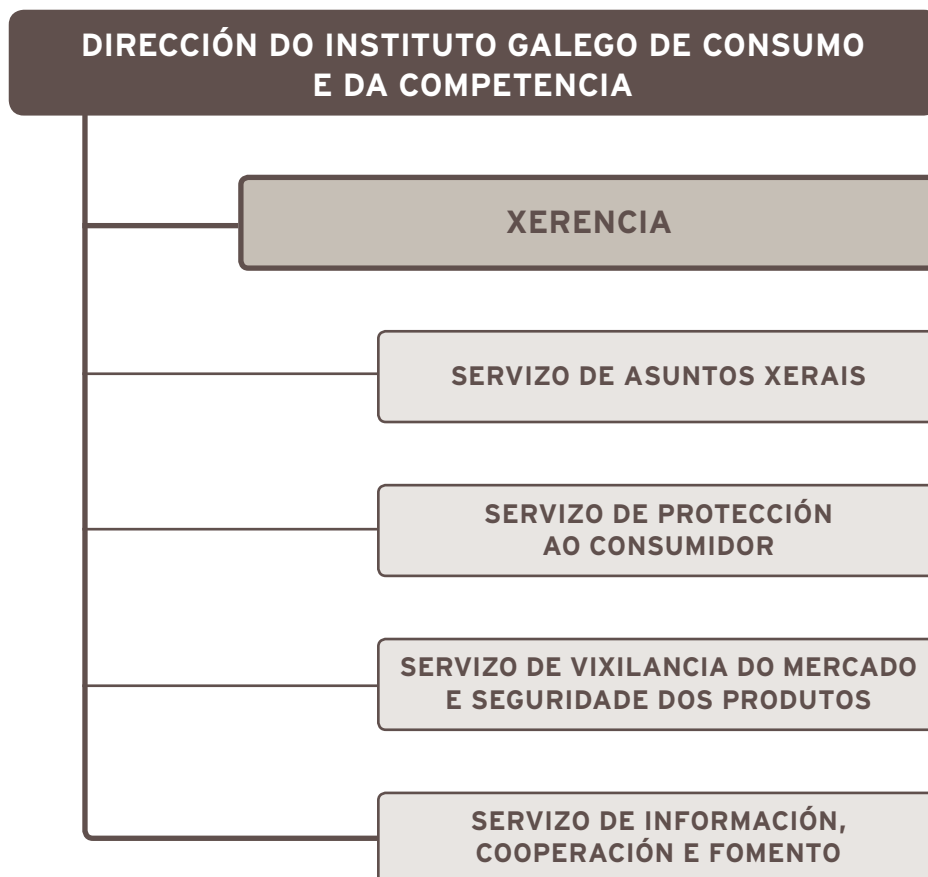 DIRECCIÓN DO INSTITUTO GALEGO DE CONSUMO
E DA COMPETENCIA
XERENCIA
SERVIZO DE ASUNTOS XERAIS
SERVIZO DE PROTECCIÓN
AO CONSUMIDOR
SERVIZO DE VIXILANCIA DO MERCADO
E SEGURIDADE DOS PRODUTOS
SERVIZO DE INFORMACIÓN,
COOPERACIÓN E FOMENTO